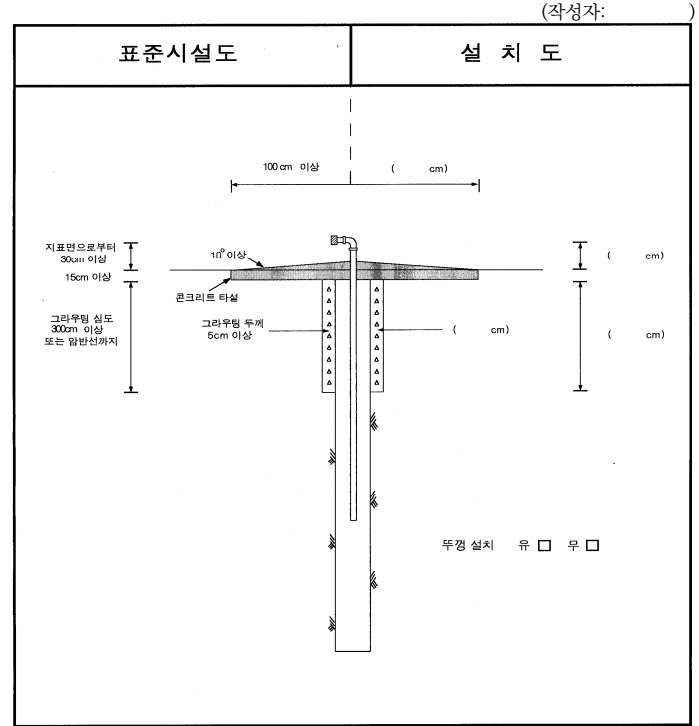 (작성자: )
표준시설도
설 치 도
100 cm 이상
( cm)
지표면으로부터
30cm 이상
10° 이상
( cm)
15cm 이상
콘크리트 타설
그라우팅 심도
300cm 이상
또는 암반선까지
그라우팅 두께
5cm 이상
( cm)
( cm)
뚜껑 설치 유 □ 무 □